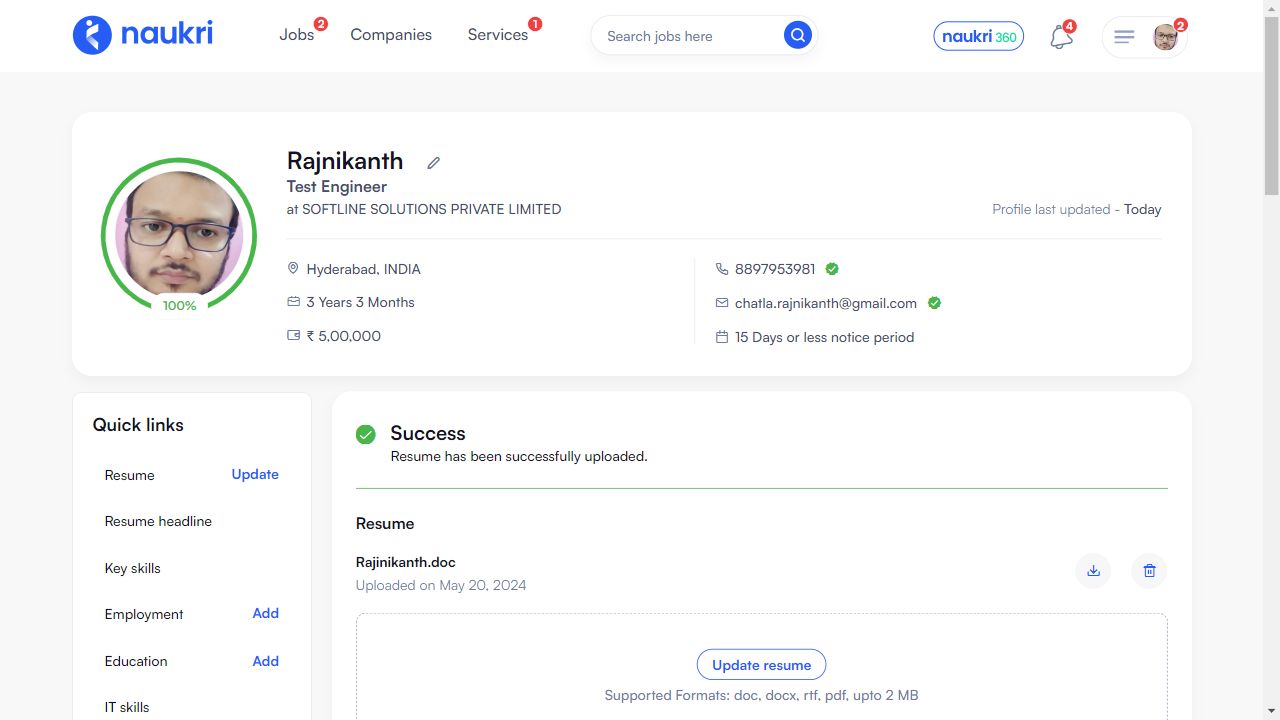 naukri
Jobs 2
Companies
Services 1
Search jobs here
naukri 360
4
2
Rajnikanth
Test Engineer
at SOFTLINE SOLUTIONS PRIVATE LIMITED
Profile last updated - Today
100%
Hyderabad, INDIA
3 Years 3 Months
₹ 5,00,000
8897953981
chatla.rajnikanth@gmail.com
15 Days or less notice period
Quick links
Resume Update
Resume headline
Key skills
Employment Add
Education Add
IT skills
Success
Resume has been successfully uploaded.
Resume
Rajinikanth.doc
Uploaded on May 20, 2024
Update resume
Supported Formats: doc, docx, rtf, pdf, upto 2 MB